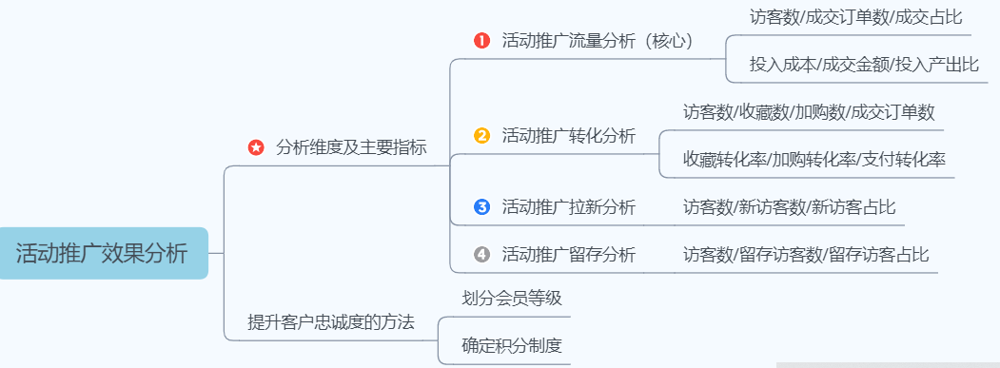 活动推广效果分析
分析维度及主要指标
1 活动推广流量分析（核心）
访客数/成交订单数/成交占比
投入成本/成交金额/投入产出比
2 活动推广转化分析
访客数/收藏数/加购数/成交订单数
收藏转化率/加购转化率/支付转化率
3 活动推广拉新分析
访客数/新访客数/新访客占比
4 活动推广留存分析
访客数/留存访客数/留存访客占比
提升客户忠诚度的方法
划分会员等级
确定积分制度